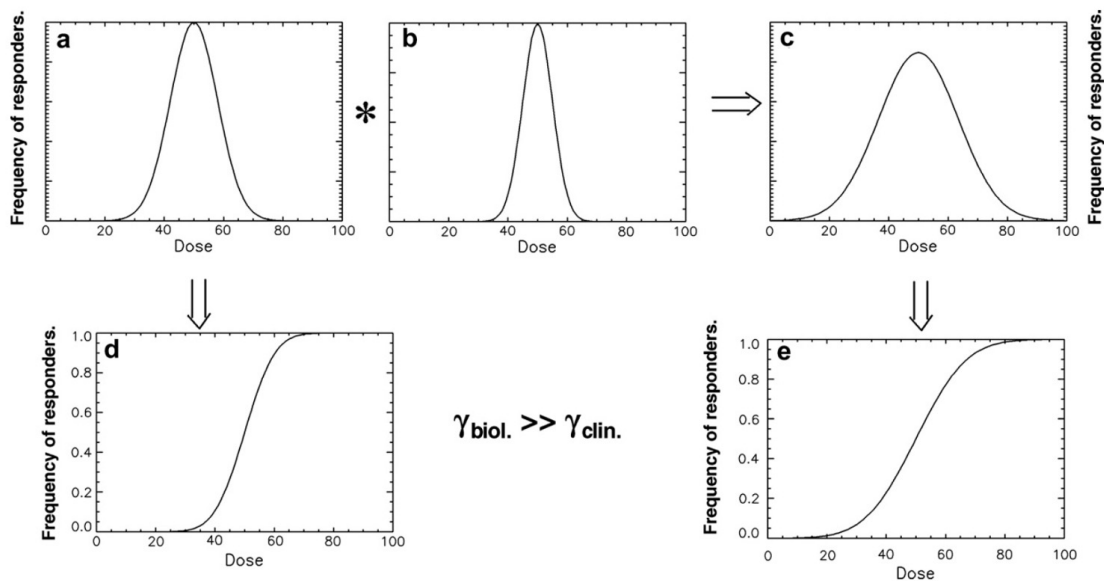 Frequency of responders.
a
0 20 40 60 80 100
Dose
*
b
0 20 40 60 80 100
Dose
c
0 20 40 60 80 100
Dose
Frequency of responders.
Frequency of responders.
d
1.0
0.8
0.6
0.4
0.2
0.0
0 20 40 60 80 100
Dose
γbiol. >> γclin.
Frequency of responders.
e
1.0
0.8
0.6
0.4
0.2
0.0
0 20 40 60 80 100
Dose